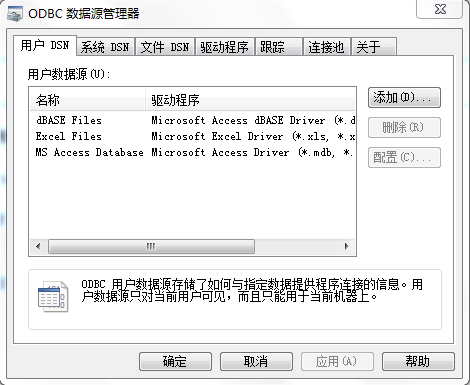 ODBC 数据源管理器
用户 DSN 系统 DSN 文件 DSN 驱动程序 跟踪 连接池 关于
用户数据源(U):
名称 驱动程序 添加(D)...
dBASE Files Microsoft Access dBASE Driver (*.d
删除(R)
Excel Files Microsoft Excel Driver (*.xls, *.x
MS Access Database Microsoft Access Driver (*.mdb, *.
配置(C)...
ODBC 用户数据源存储了如何与指定数据提供程序连接的信息。用
户数据源只对当前用户可见，而且只能用于当前机器上。
确定 取消 应用(A) 帮助